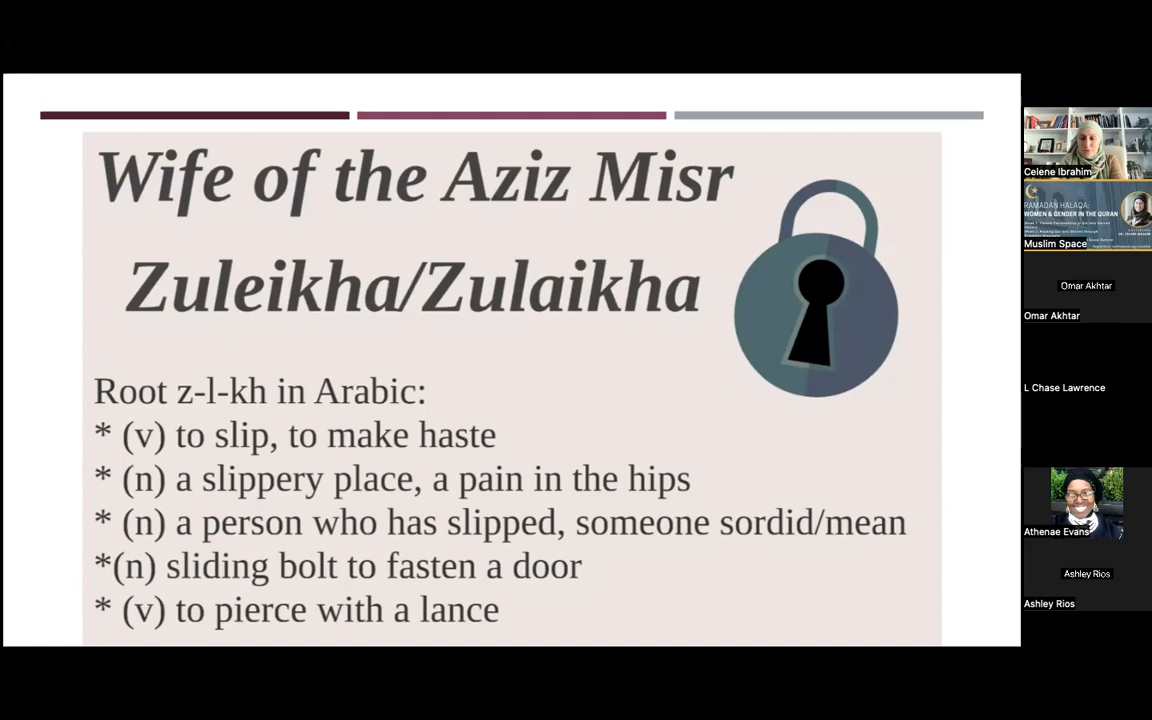 Wife of the Aziz Misr
Zuleikha/Zulaikha
Root z-l-kh in Arabic:
* (v) to slip, to make haste
* (n) a slippery place, a pain in the hips
* (n) a person who has slipped, someone sordid/mean
*(n) sliding bolt to fasten a door
* (v) to pierce with a lance
Celene Ibrahim
RAMADAN HALAQA:
WOMEN & GENDER IN THE QURAN
Muslim Space
Omar Akhtar
Omar Akhtar
L Chase Lawrence
Athenae Evans
Ashley Rios
Ashley Rios